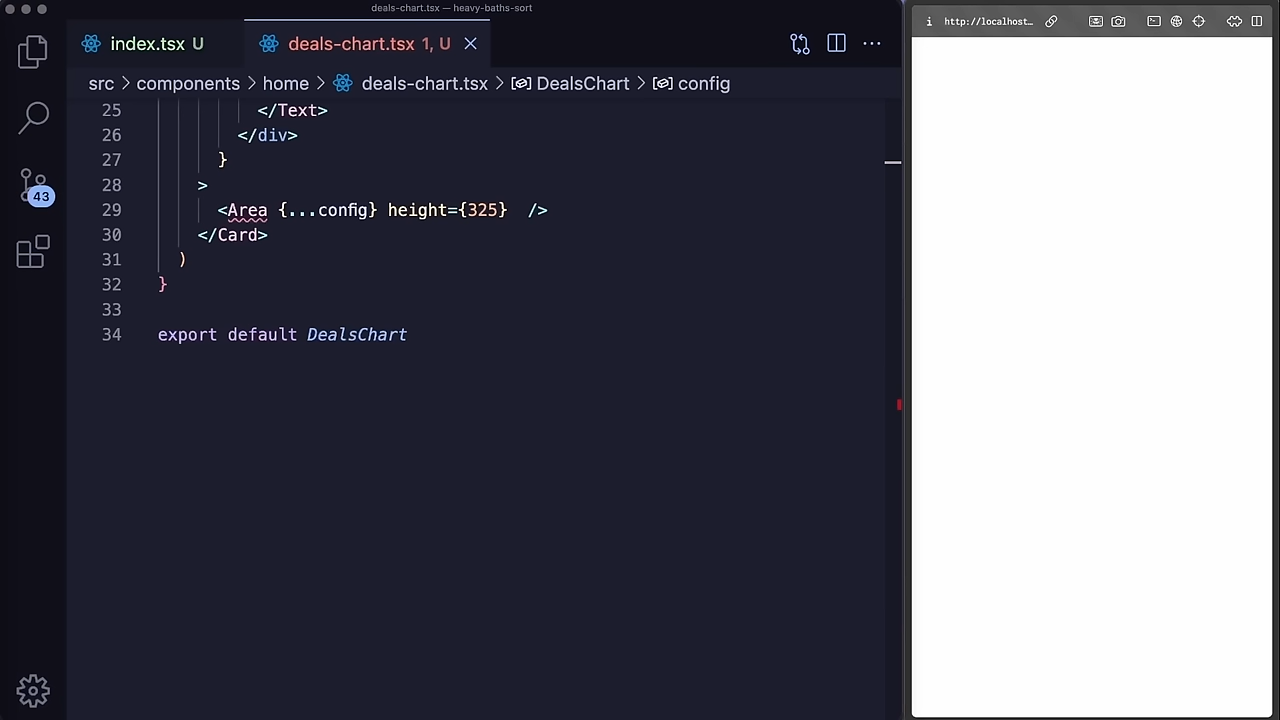 deals-chart.tsx — heavy-baths-sort
index.tsx U
deals-chart.tsx 1, U
src > components > home > deals-chart.tsx > DealsChart > config
25 </Text>
26 </div>
27 }
28 >
29 <Area {...config} height={325}  />
30 </Card>
31 )
32 }
33
34 export default DealsChart
43
http://localhost...